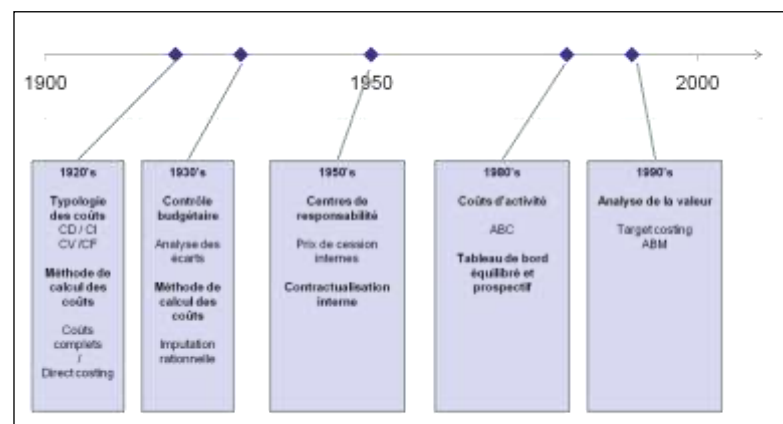 1900
1950
2000
1920's
Typologie
des coûts
CD / CI
CV /CF
Méthode de
calcul des
coûts
Coûts
complets
/
Direct costing
1930's
Contrôle
budgétaire
Analyse des
écarts
Méthode de
calcul des
coûts
Imputation
rationnelle
1950's
Centres de
responsabilité
Prix de cession
internes
Contractualisation
interne
1980's
Coûts d'activité
ABC
Tableau de bord
équilibré et
prospectif
1990's
Analyse de la valeur
Target costing
ABM